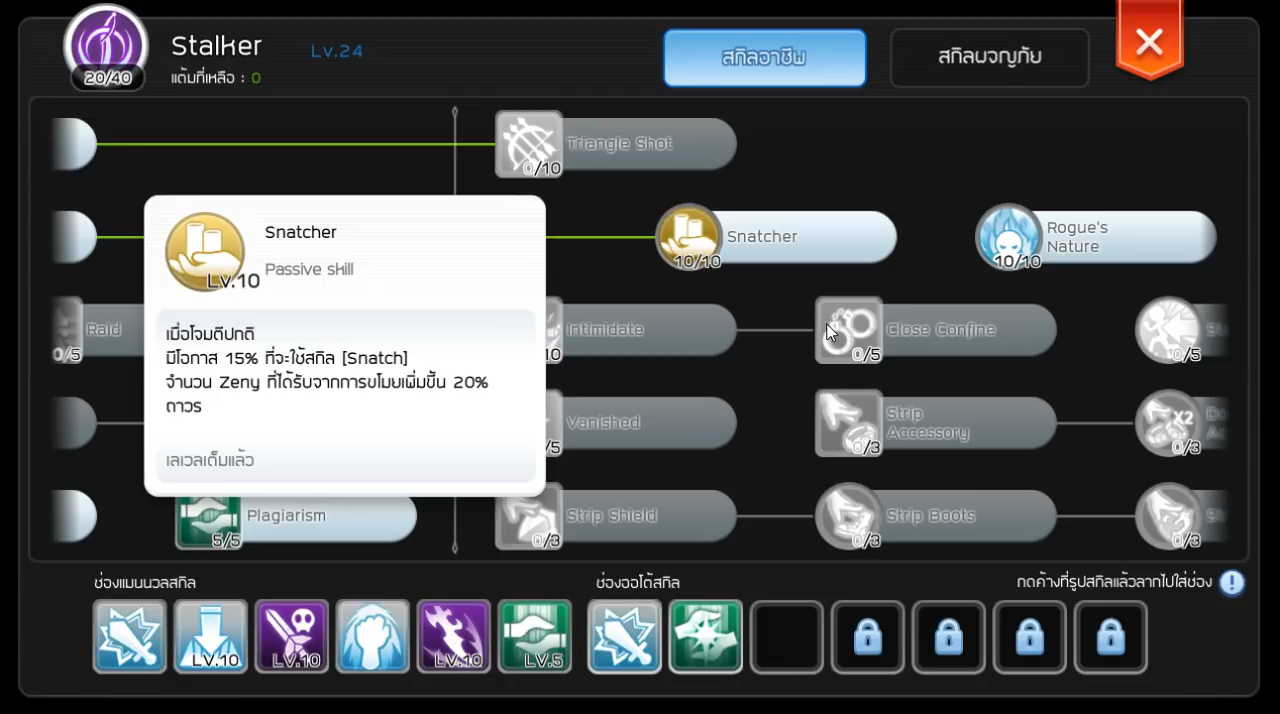 Stalker
Lv.24
20/40
แต้มที่เหลือ : 0
สกิลอาชีพ
สกิลผจญภัย
Triangle Shot
0/10
Snatcher
10/10
Rogue's
Nature
10/10
Snatcher
Passive skill
Lv.10
เมื่อโจมตีปกติ
มีโอกาส 15% ที่จะใช้สกิล [Snatch]
จำนวน Zeny ที่ได้รับจากการขโมยเพิ่มขึ้น 20%
ถาวร
เลเวลเต็มแล้ว
Raid
0/5
Intimidate
10
Close Confine
0/5
0/5
Vanished
/5
Strip
Accessory
0/3
X2
0/3
Plagiarism
5/5
Strip Shield
0/3
Strip Boots
0/3
0/3
ช่องแมนนวลสกิล
ช่องออโต้สกิล
กดค้างที่รูปสกิลแล้วลากไปใส่ช่อง
LV.10
LV.10
LV.10
LV.5